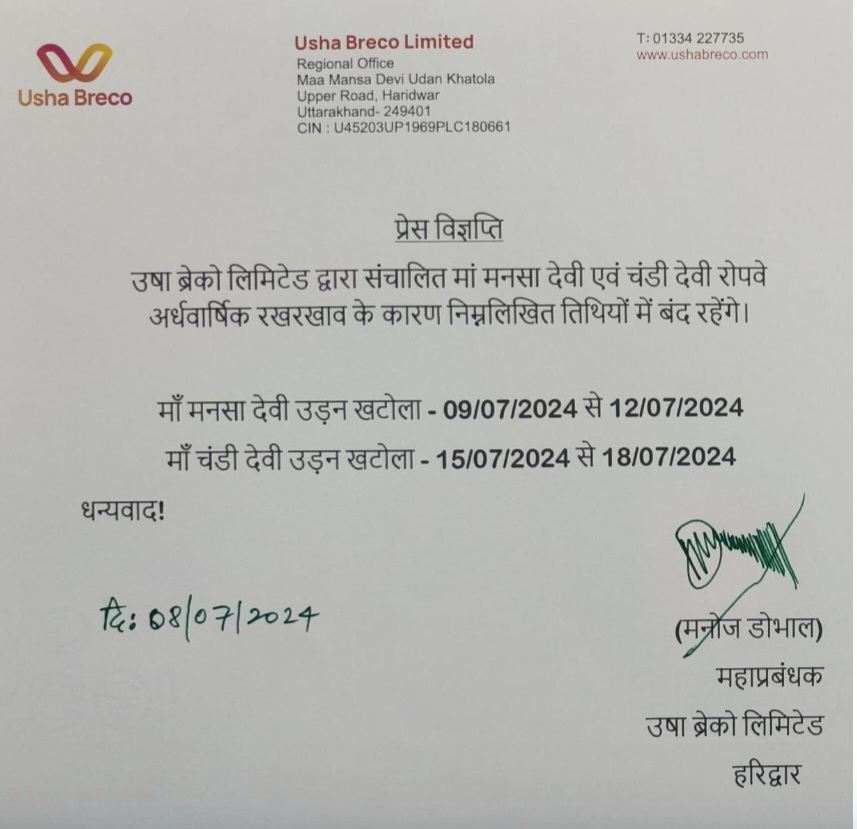 Usha Breco
Usha Breco Limited
Regional Office
Maa Mansa Devi Udan Khatola
Upper Road, Haridwar
Uttarakhand- 249401
CIN : U45203UP1969PLC180661
T: 01334 227735
www.ushabreco.com
प्रेस विज्ञप्ति
उषा ब्रेको लिमिटेड द्वारा संचालित मां मनसा देवी एवं चंडी देवी रोपवे
अर्धवार्षिक रखरखाव के कारण निम्नलिखित तिथियों में बंद रहेंगे।
माँ मनसा देवी उड़न खटोला - 09/07/2024 से 12/07/2024
माँ चंडी देवी उड़न खटोला - 15/07/2024 से 18/07/2024
धन्यवाद!
दि: 08/07/2024
(मनोज डोभाल)
महाप्रबंधक
उषा ब्रेको लिमिटेड
हरिद्वार